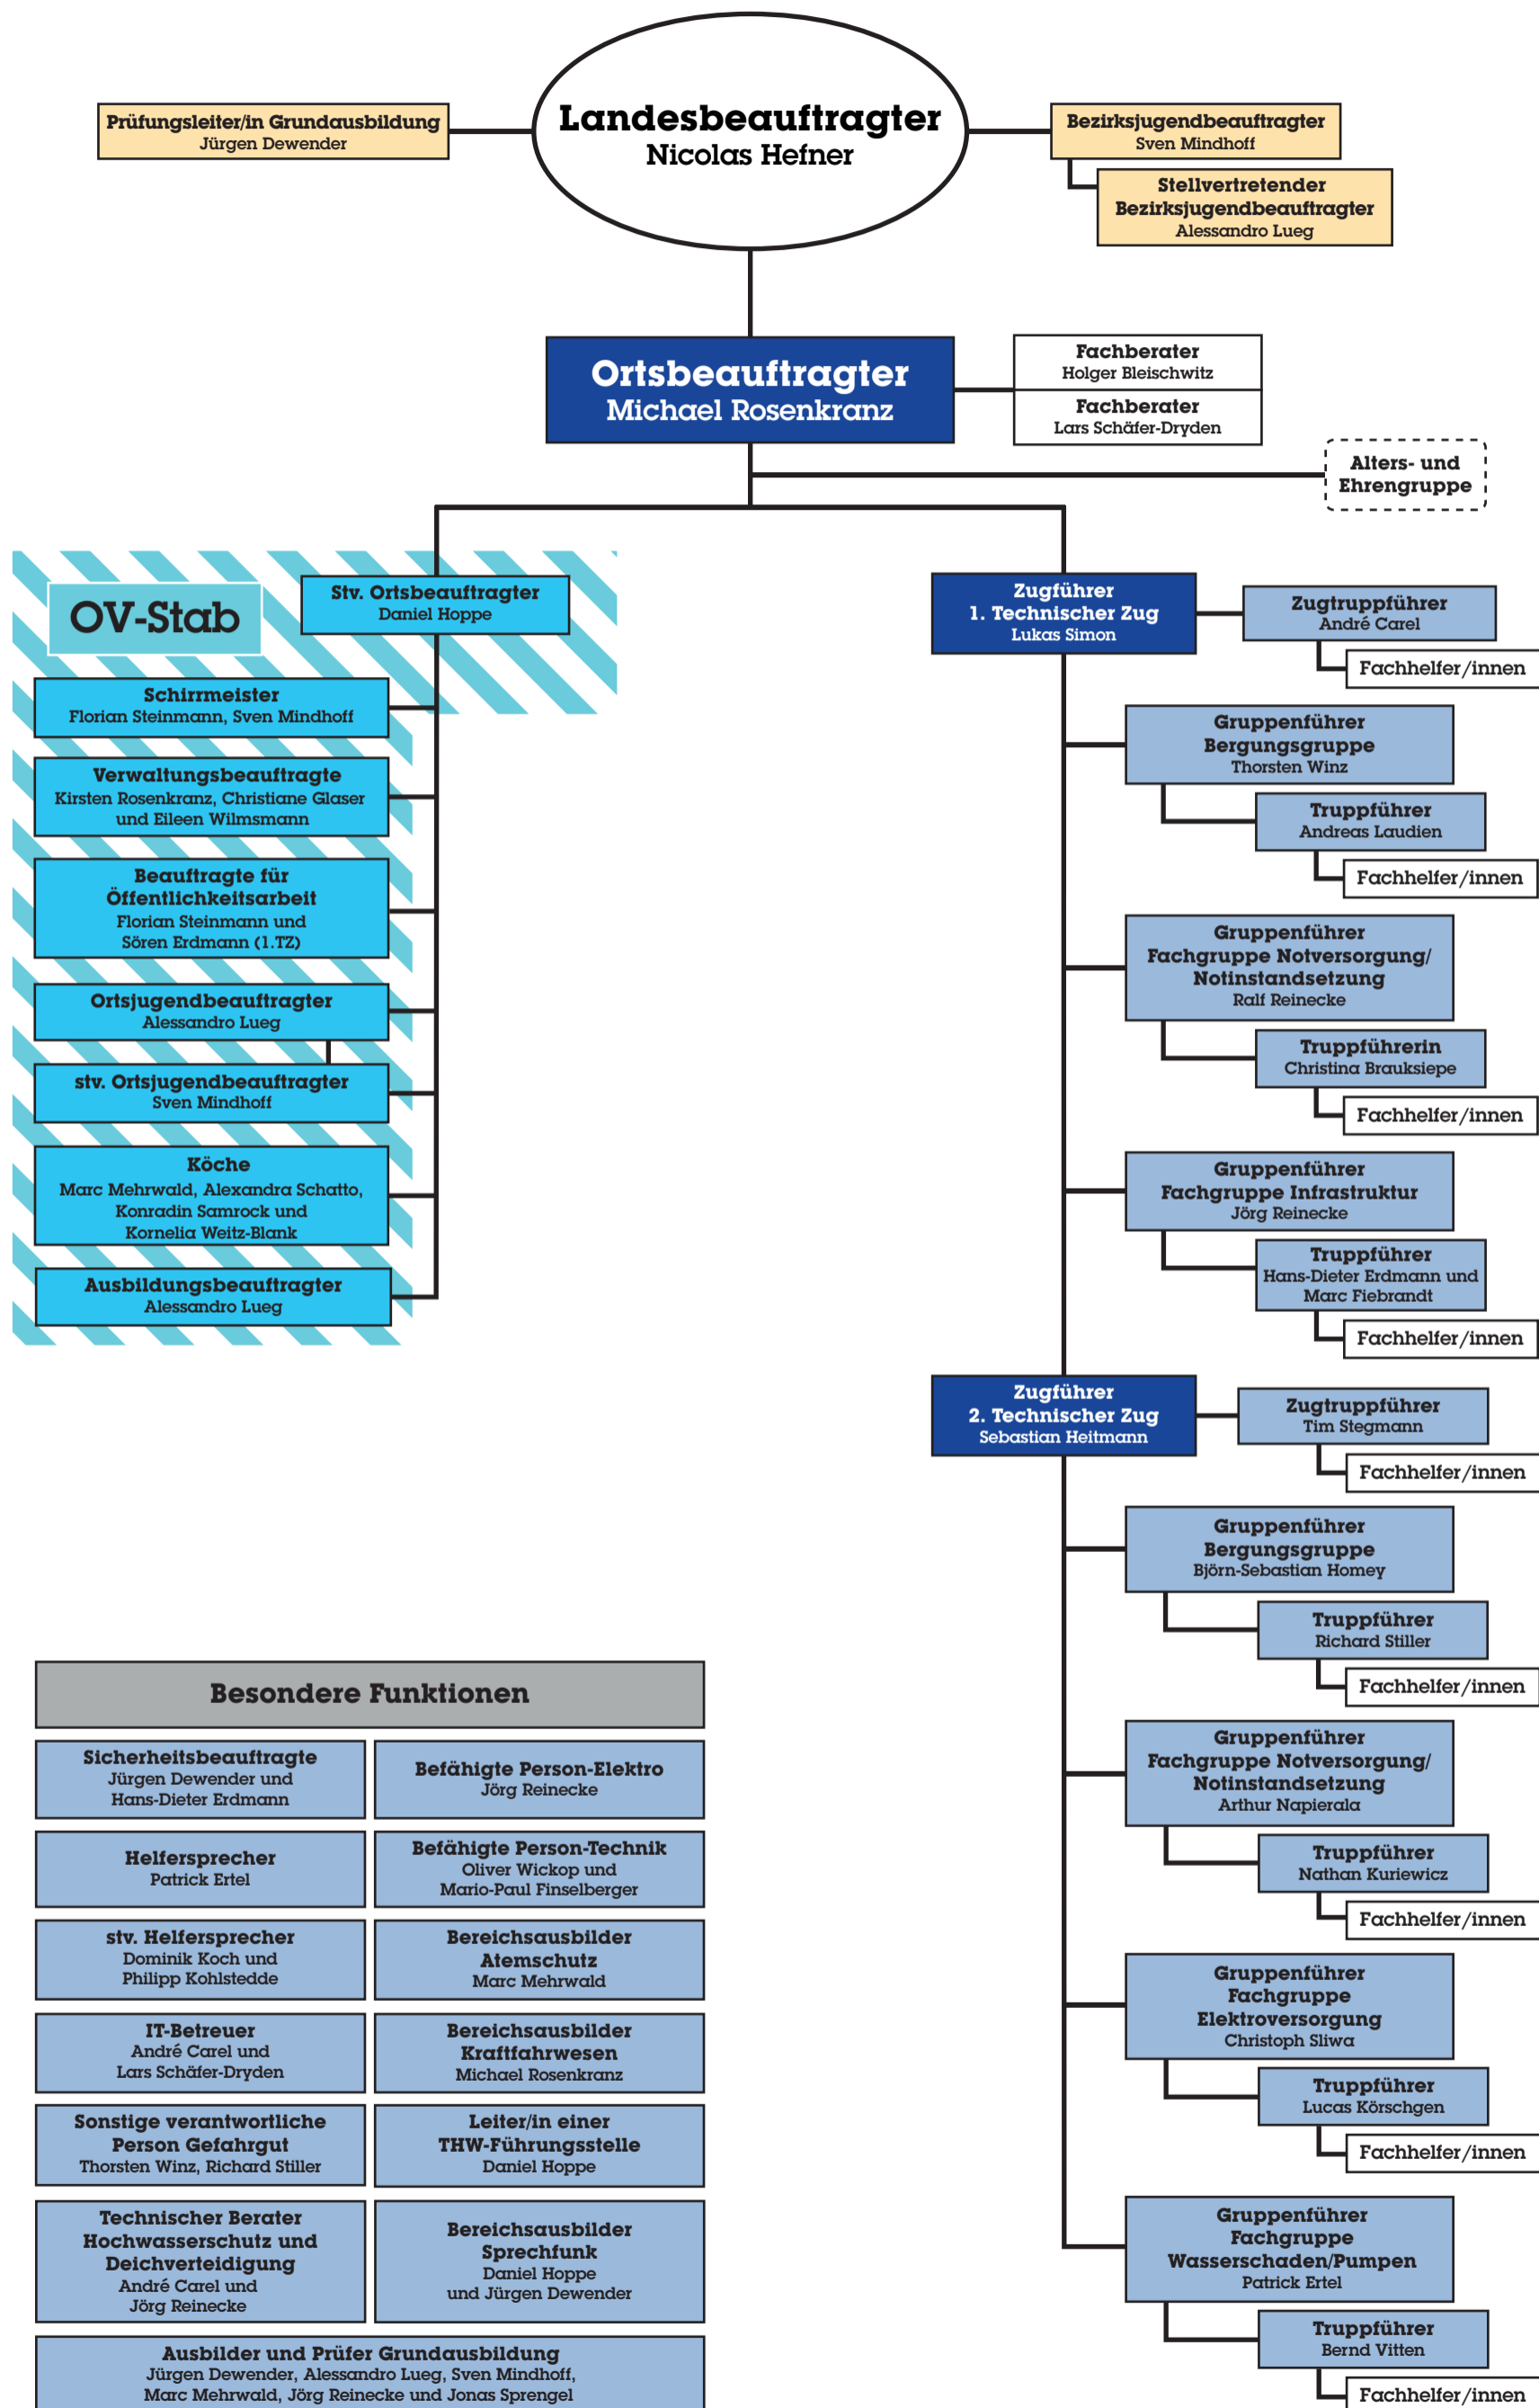 Landesbeauftragter
Nicolas Hefner
Prüfungsleiter/in Grundausbildung
Jürgen Dewender
Bezirksjugendbeauftragter
Sven Mindhoff
Stellvertretender
Bezirksjugendbeauftragter
Alessandro Lueg
Ortsbeauftragter
Michael Rosenkranz
Fachberater
Holger Bleischwitz
Fachberater
Lars Schäfer-Dryden
Alters- und
Ehrengruppe
OV-Stab
Stv. Ortsbeauftragter
Daniel Hoppe
Schirrmeister
Florian Steinmann, Sven Mindhoff
Verwaltungsbeauftragte
Kirsten Rosenkranz, Christiane Glaser
und Eileen Wilmsmann
Beauftragte für
Öffentlichkeitsarbeit
Florian Steinmann und
Sören Erdmann (1.TZ)
Ortsjugendbeauftragter
Alessandro Lueg
stv. Ortsjugendbeauftragter
Sven Mindhoff
Köche
Marc Mehrwald, Alexandra Schatto,
Konradin Samrock und
Kornelia Weitz-Blank
Ausbildungsbeauftragter
Alessandro Lueg
Zugführer
1. Technischer Zug
Lukas Simon
Zugtruppführer
André Carel
Fachhelfer/innen
Gruppenführer
Bergungsgruppe
Thorsten Winz
Truppführer
Andreas Laudien
Fachhelfer/innen
Gruppenführer
Fachgruppe Notversorgung/
Notinstandsetzung
Ralf Reinecke
Truppführerin
Christina Brauksiepe
Fachhelfer/innen
Gruppenführer
Fachgruppe Infrastruktur
Jörg Reinecke
Truppführer
Hans-Dieter Erdmann und
Marc Fiebrandt
Fachhelfer/innen
Zugführer
2. Technischer Zug
Sebastian Heitmann
Zugtruppführer
Tim Stegmann
Fachhelfer/innen
Gruppenführer
Bergungsgruppe
Björn-Sebastian Homey
Truppführer
Richard Stiller
Fachhelfer/innen
Gruppenführer
Fachgruppe Notversorgung/
Notinstandsetzung
Arthur Napierala
Truppführer
Nathan Kuriewicz
Fachhelfer/innen
Gruppenführer
Fachgruppe
Elektroversorgung
Christoph Sliwa
Truppführer
Lucas Körschgen
Fachhelfer/innen
Gruppenführer
Fachgruppe
Wasserschaden/Pumpen
Patrick Ertel
Truppführer
Bernd Vitten
Fachhelfer/innen
Besondere Funktionen
Sicherheitsbeauftragte
Jürgen Dewender und
Hans-Dieter Erdmann
Befähigte Person-Elektro
Jörg Reinecke
Helfersprecher
Patrick Ertel
Befähigte Person-Technik
Oliver Wickop und
Mario-Paul Finselberger
stv. Helfersprecher
Dominik Koch und
Philipp Kohlstedde
Bereichsausbilder
Atemschutz
Marc Mehrwald
IT-Betreuer
André Carel und
Lars Schäfer-Dryden
Bereichsausbilder
Kraftfahrwesen
Michael Rosenkranz
Sonstige verantwortliche
Person Gefahrgut
Thorsten Winz, Richard Stiller
Leiter/in einer
THW-Führungsstelle
Daniel Hoppe
Technischer Berater
Hochwasserschutz und
Deichverteidigung
André Carel und
Jörg Reinecke
Bereichsausbilder
Sprechfunk
Daniel Hoppe
und Jürgen Dewender
Ausbilder und Prüfer Grundausbildung
Jürgen Dewender, Alessandro Lueg, Sven Mindhoff,
Marc Mehrwald, Jörg Reinecke und Jonas Sprengel